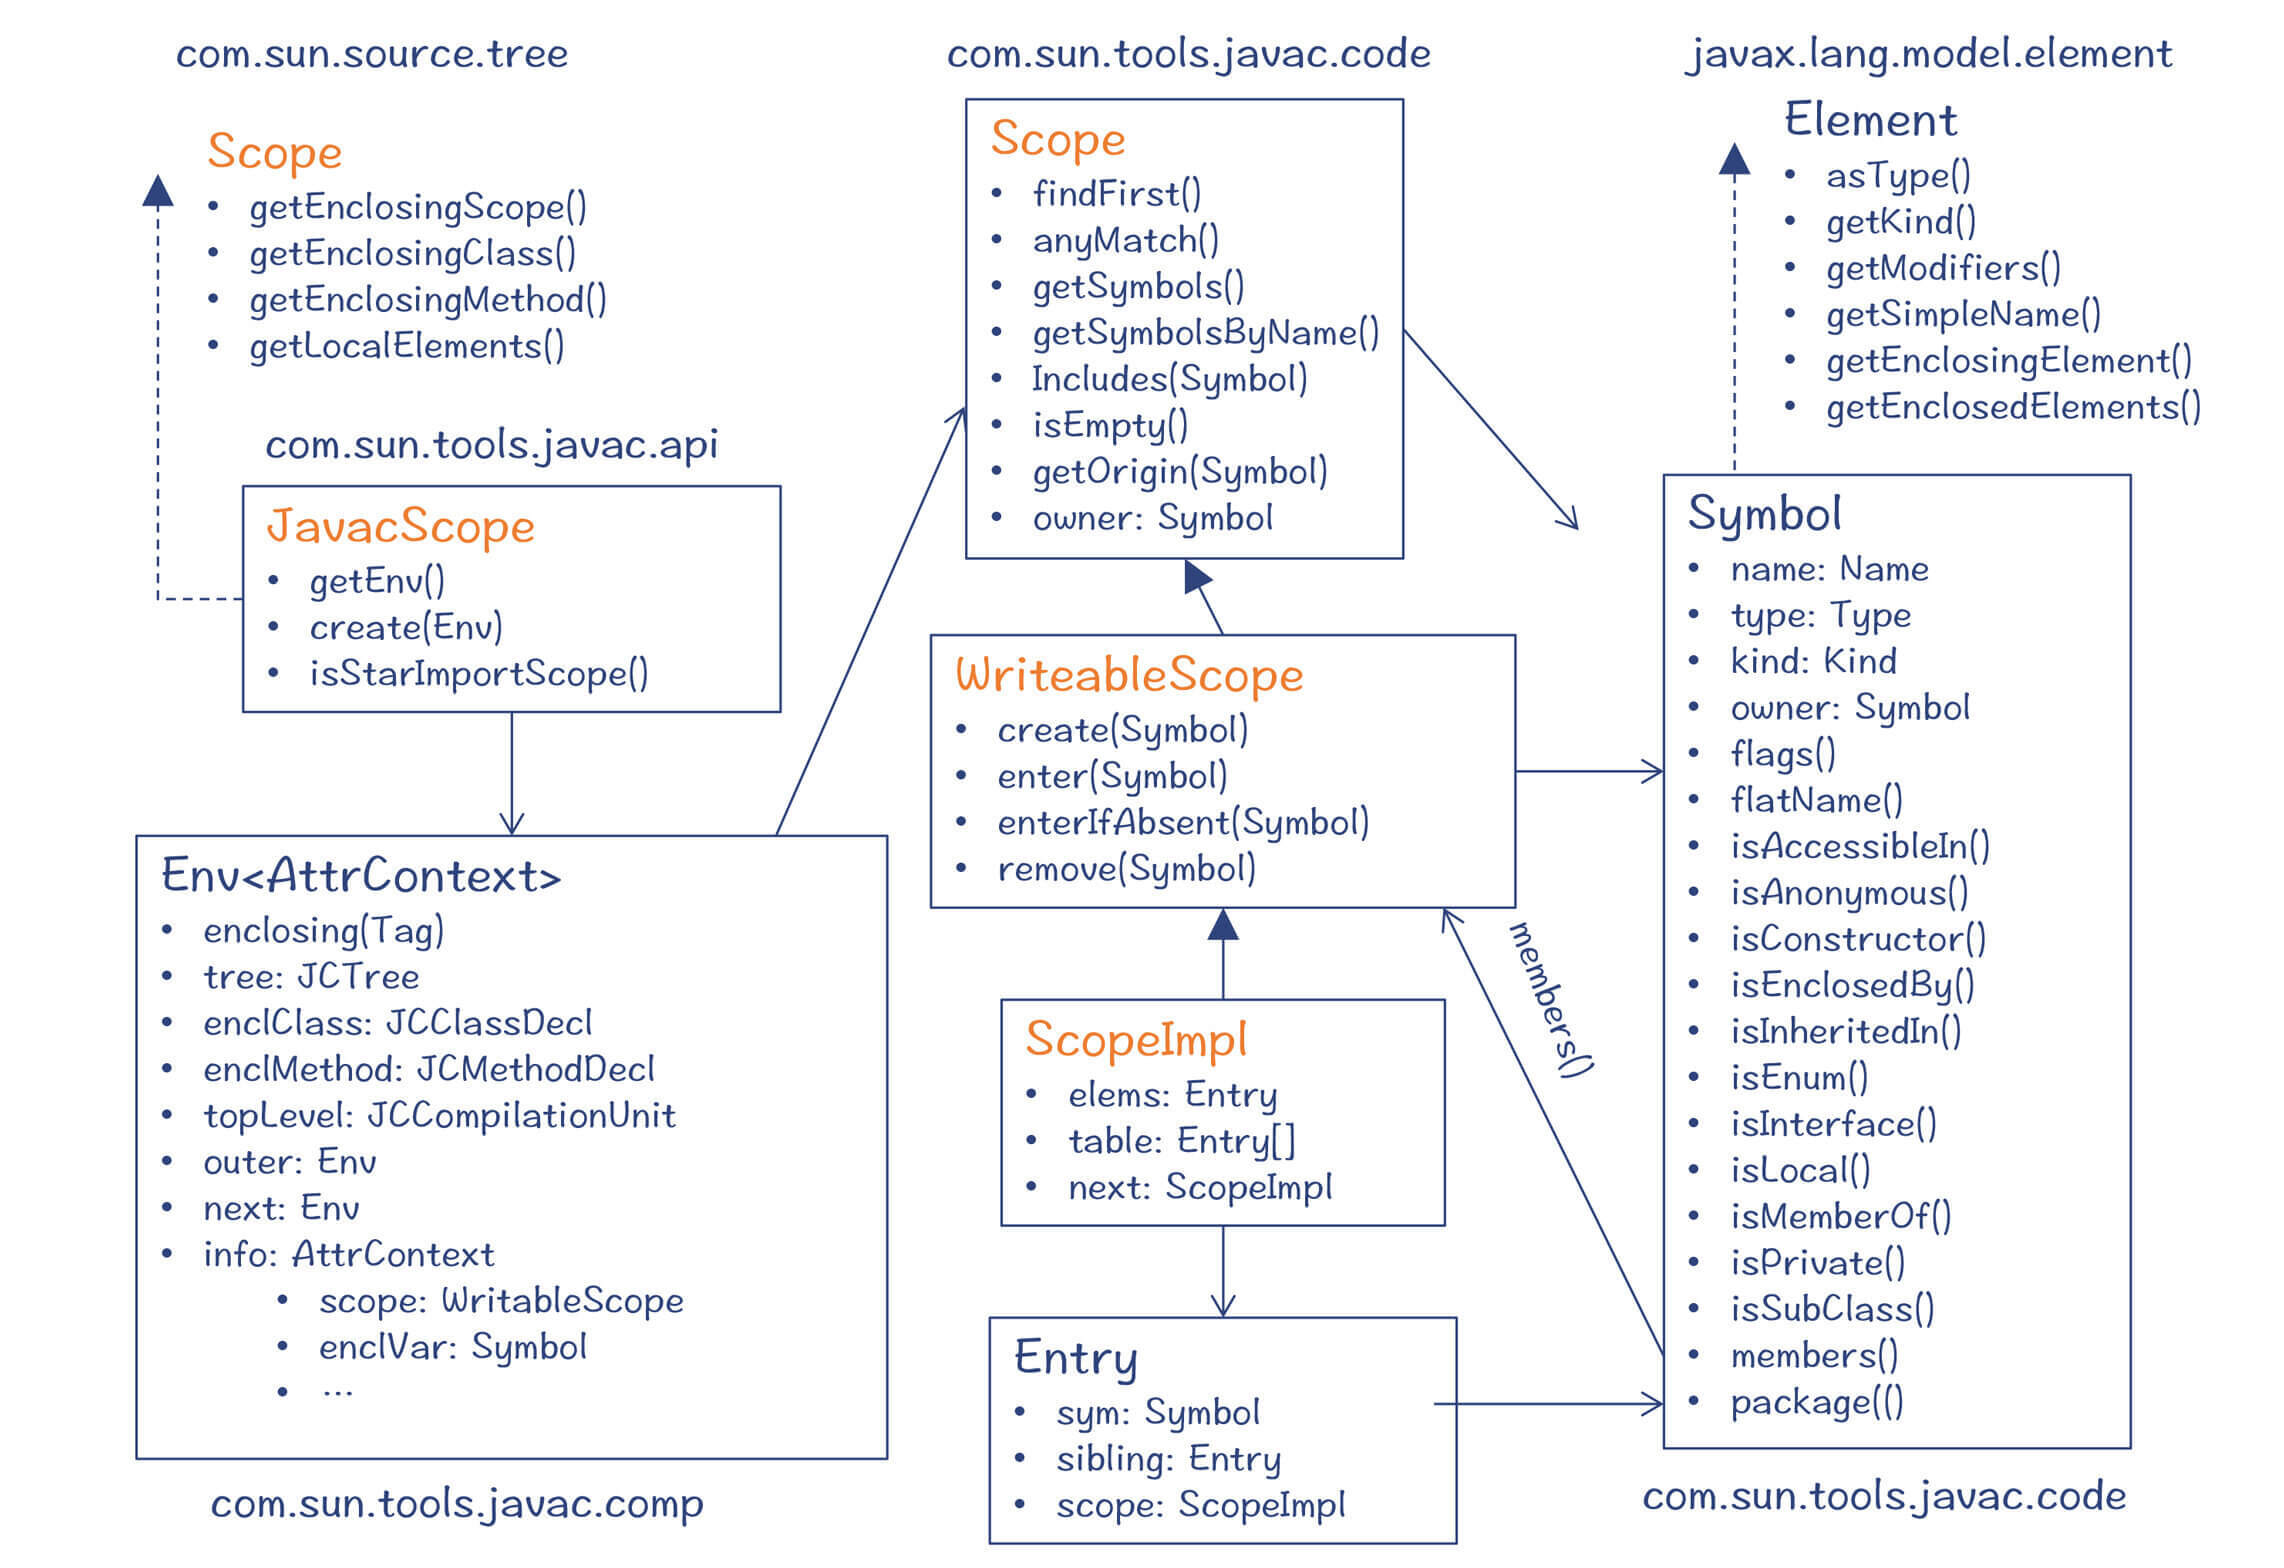 com.sun.source.tree
Scope
• getEnclosingScope()
• getEnclosingClass()
• getEnclosingMethod()
• getLocalElements()
com.sun.tools.javac.api
JavacScope
• getEnv()
• create(Env)
• isStarImportScope()
Env<AttrContext>
• enclosing(Tag)
• tree: JCTree
• enclClass: JCClassDecl
• enclMethod: JCMethodDecl
• topLevel: JCCompilationUnit
• outer: Env
• next: Env
• info: AttrContext
• scope: WritableScope
• enclVar: Symbol
• ...
com.sun.tools.javac.comp
com.sun.tools.javac.code
Scope
• findFirst()
• anyMatch()
• getSymbols()
• getSymbolsByName()
• Includes(Symbol)
• isEmpty()
• getOrigin(Symbol)
• owner: Symbol
WriteableScope
• create(Symbol)
• enter(Symbol)
• enterIfAbsent(Symbol)
• remove(Symbol)
members()
ScopeImpl
• elems: Entry
• table: Entry[]
• next: ScopeImpl
Entry
• sym: Symbol
• sibling: Entry
• scope: ScopeImpl
javax.lang.model.element
Element
• asType()
• getKind()
• getModifiers()
• getSimpleName()
• getEnclosingElement()
• getEnclosedElements()
Symbol
• name: Name
• type: Type
• kind: Kind
• owner: Symbol
• flags()
• flatName()
• isAccessibleIn()
• isAnonymous()
• isConstructor()
• isEnclosedBy()
• isInheritedIn()
• isEnum()
• isInterface()
• isLocal()
• isMemberOf()
• isPrivate()
• isSubClass()
• members()
• package(()
com.sun.tools.javac.code